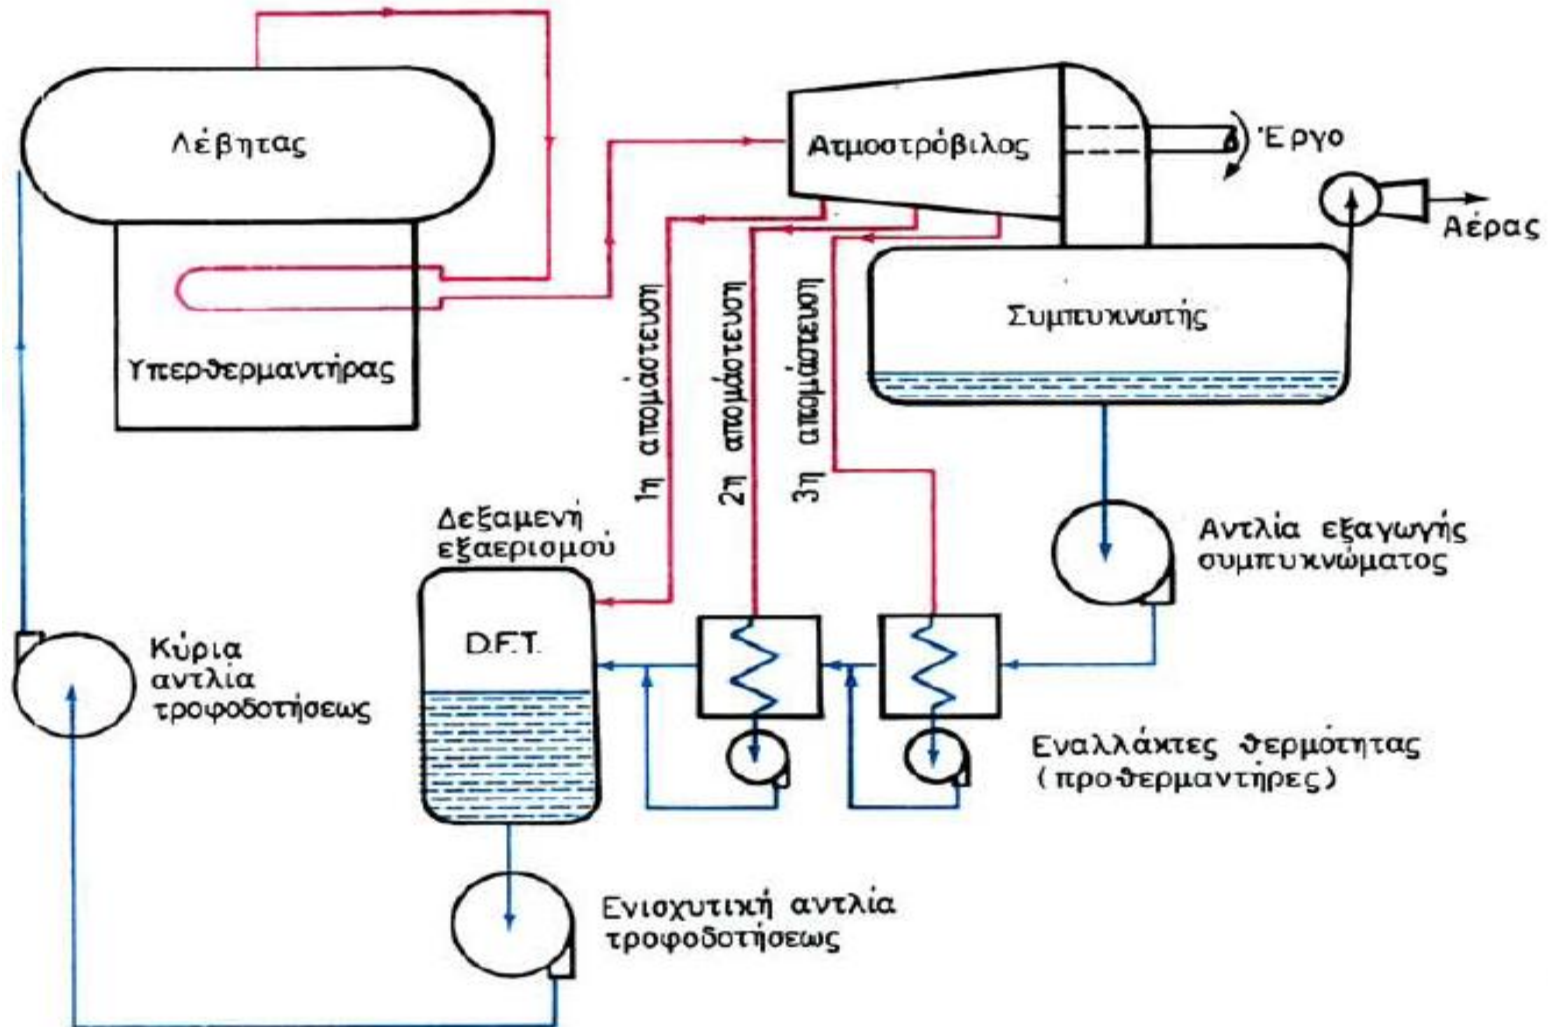 Λέβητας
Υπερθερμαντήρας
Ατμοστρόβιλος
Έργο
Αέρας
Συμπυκνωτής
1η απομάστευση
2η απομάστευση
3η απομάστευση
Δεξαμενή
εξαερισμού
D.F.T.
Αντλία εξαγωγής
συμπυκνώματος
Κύρια
αντλία
τροφοδοτήσεως
Εναλλάκτες θερμότητας
(προθερμαντήρες)
Ενισχυτική αντλία
τροφοδοτήσεως